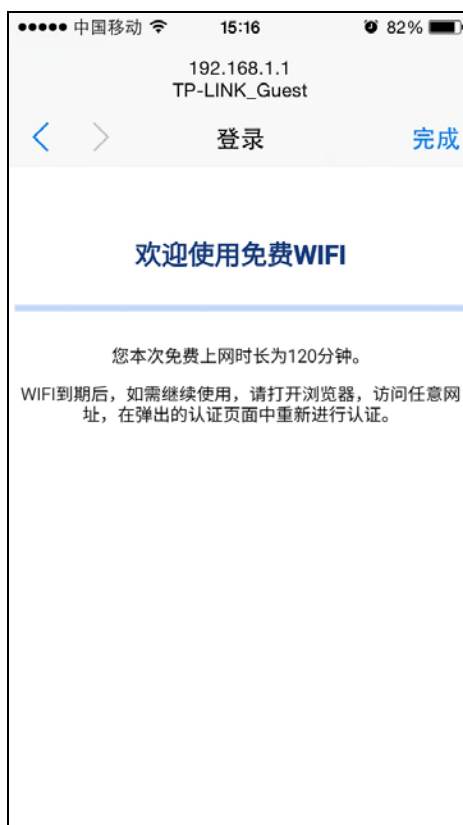 中国移动 15:16 82%
192.168.1.1
TP-LINK_Guest
登录 完成
欢迎使用免费WIFI
您本次免费上网时长为120分钟。
WIFI到期后，如需继续使用，请打开浏览器，访问任意网
址，在弹出的认证页面中重新进行认证。